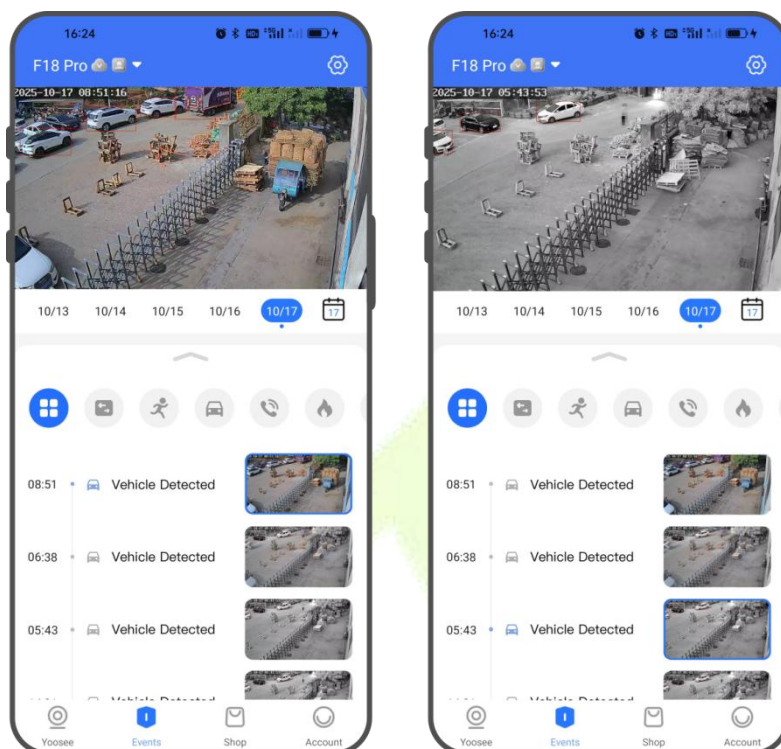 16:24
F18 Pro
2025-10-17 08:51:16
10/13 10/14 10/15 10/16 10/17 17
08:51 Vehicle Detected
06:38 Vehicle Detected
05:43 Vehicle Detected
Yoosee Events Shop Account
16:24
F18 Pro
2025-10-17 05:43:53
10/13 10/14 10/15 10/16 10/17 17
08:51 Vehicle Detected
06:38 Vehicle Detected
05:43 Vehicle Detected
Yoosee Events Shop Account